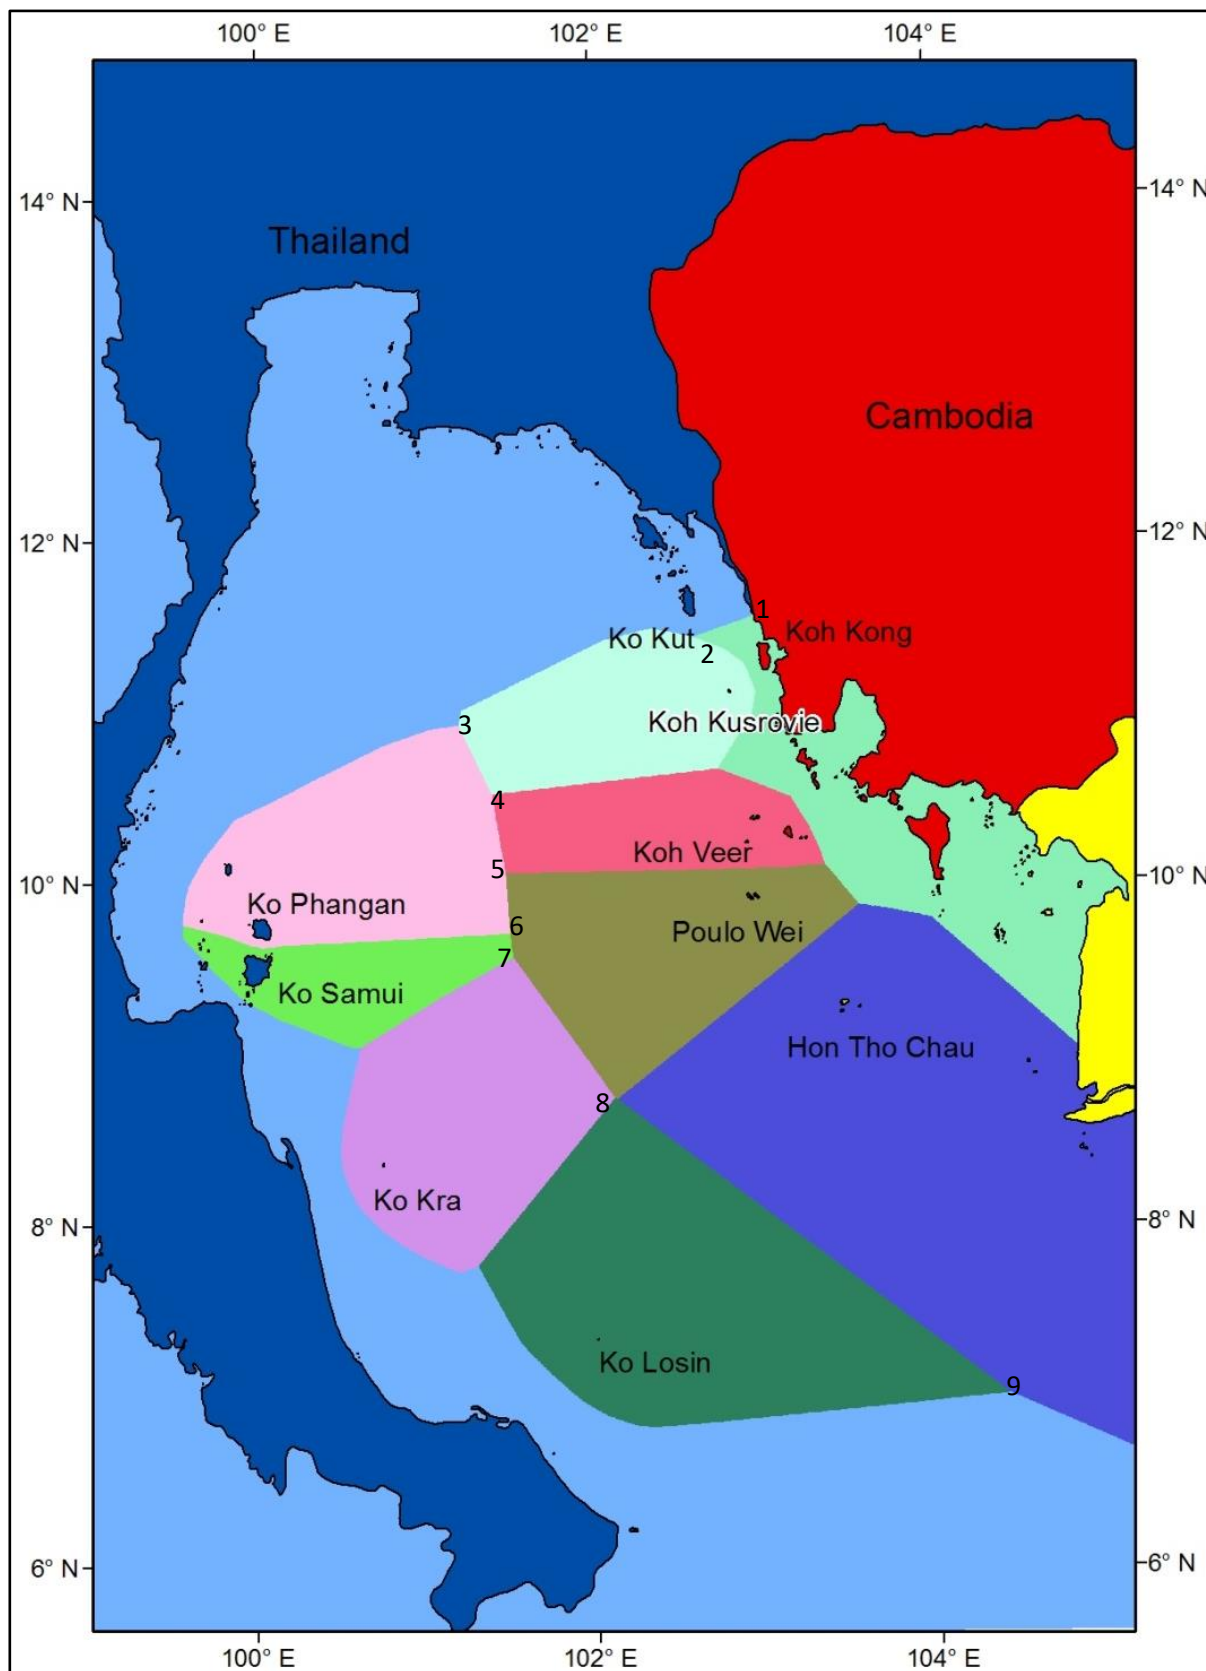 100° E 102° E 104° E
14° N 14° N
Thailand
Cambodia
12° N 12° N
1
Koh Kong
Ko Kut
2
3
Koh Kusrovie
4
Koh Veer
5
10° N 10° N
Ko Phangan
6
Poulo Wei
7
Ko Samui
Hon Tho Chau
8
Ko Kra
8° N 8° N
Ko Losin
9
6° N 6° N
100° E 102° E 104° E